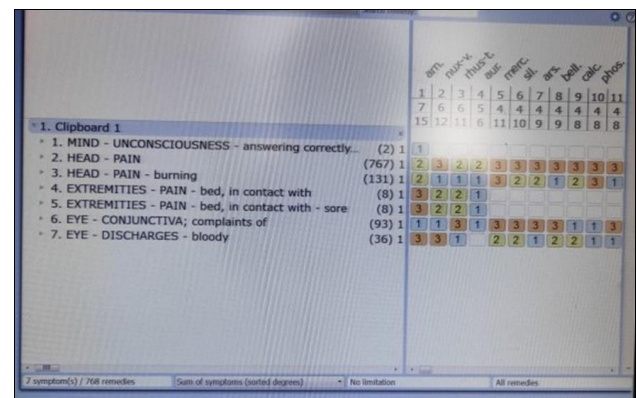 arn. nux-v. rhus-t. aur. merc. sil. ars. bell. calc. phos.
1 2 3 4 5 6 7 8 9 10 11
7 6 6 5 4 4 4 4 4 4 4
15 12 11 6 11 10 9 9 8 8 8
1. Clipboard 1
1. MIND - UNCONSCIOUSNESS - answering correctly... (2) 1 1
2. HEAD - PAIN (767) 1 2 3 2 2 3 3 3 3 3 3 3
3. HEAD - PAIN - burning (131) 1 2 1 1 1 3 2 2 1 2 3 1
4. EXTREMITIES - PAIN - bed, in contact with (8) 1 3 2 2 1
5. EXTREMITIES - PAIN - bed, in contact with - sore (8) 1 3 2 2 1
6. EYE - CONJUNCTIVA; complaints of (93) 1 1 1 3 1 3 3 3 3 1 1 3
7. EYE - DISCHARGES - bloody (36) 1 3 3 1 2 2 1 2 2 1 1
7 symptom(s) / 768 remedies Sum of symptoms (sorted degrees) No limitation All remedies